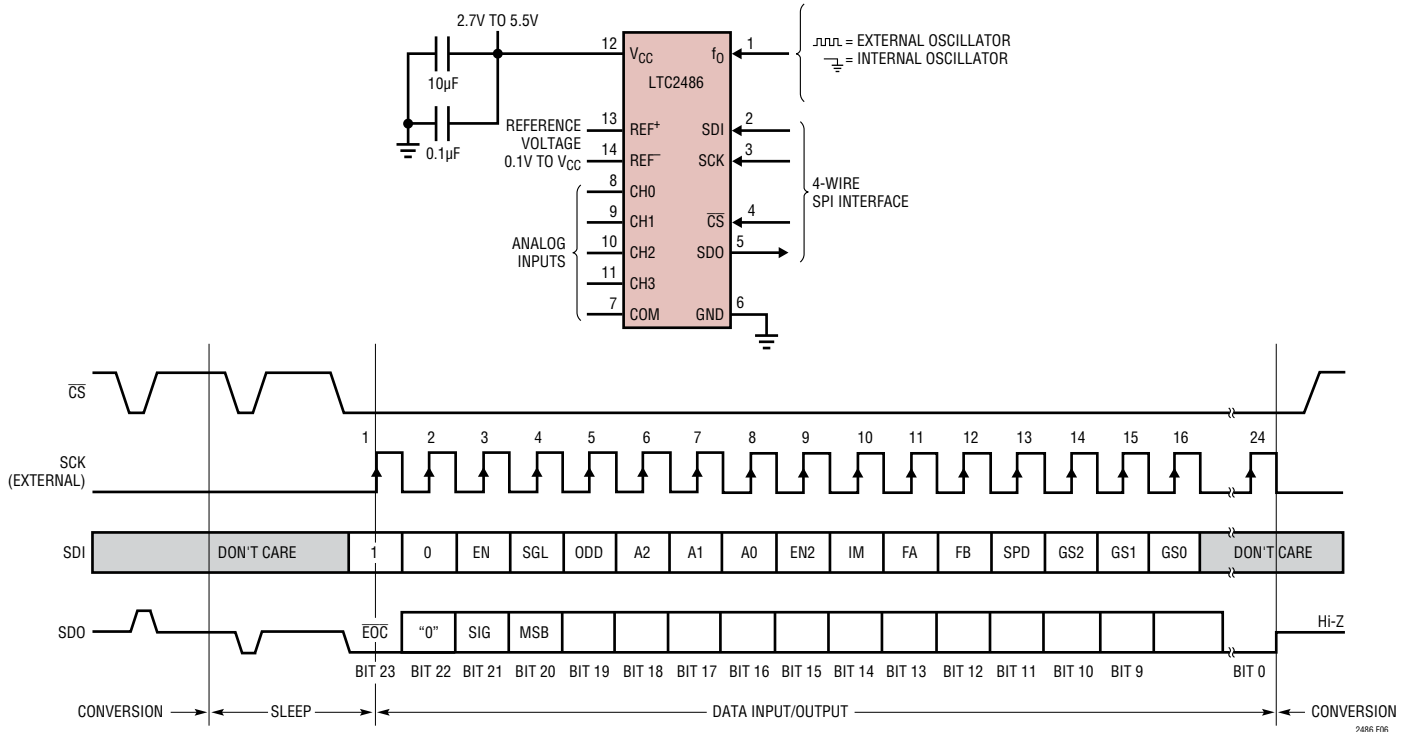 2.7V TO 5.5V
10µF
0.1µF
12
VCC
LTC2486
fO
1
= EXTERNAL OSCILLATOR
= INTERNAL OSCILLATOR
REFERENCE
VOLTAGE
0.1V TO VCC
13
REF+
14
REF–
ANALOG
INPUTS
8
CH0
9
CH1
10
CH2
11
CH3
7
COM
SDI
2
SCK
3
CS
4
SDO
5
GND
6
4-WIRE
SPI INTERFACE
CS
SCK
(EXTERNAL)
1 2 3 4 5 6 7 8 9 10 11 12 13 14 15 16 24
SDI DON'T CARE 1 0 EN SGL ODD A2 A1 A0 EN2 IM FA FB SPD GS2 GS1 GS0 DON'T CARE
SDO EOC "0" SIG MSB Hi-Z
BIT 23 BIT 22 BIT 21 BIT 20 BIT 19 BIT 18 BIT 17 BIT 16 BIT 15 BIT 14 BIT 13 BIT 12 BIT 11 BIT 10 BIT 9 BIT 0
CONVERSION SLEEP DATA INPUT/OUTPUT CONVERSION
2486 F06